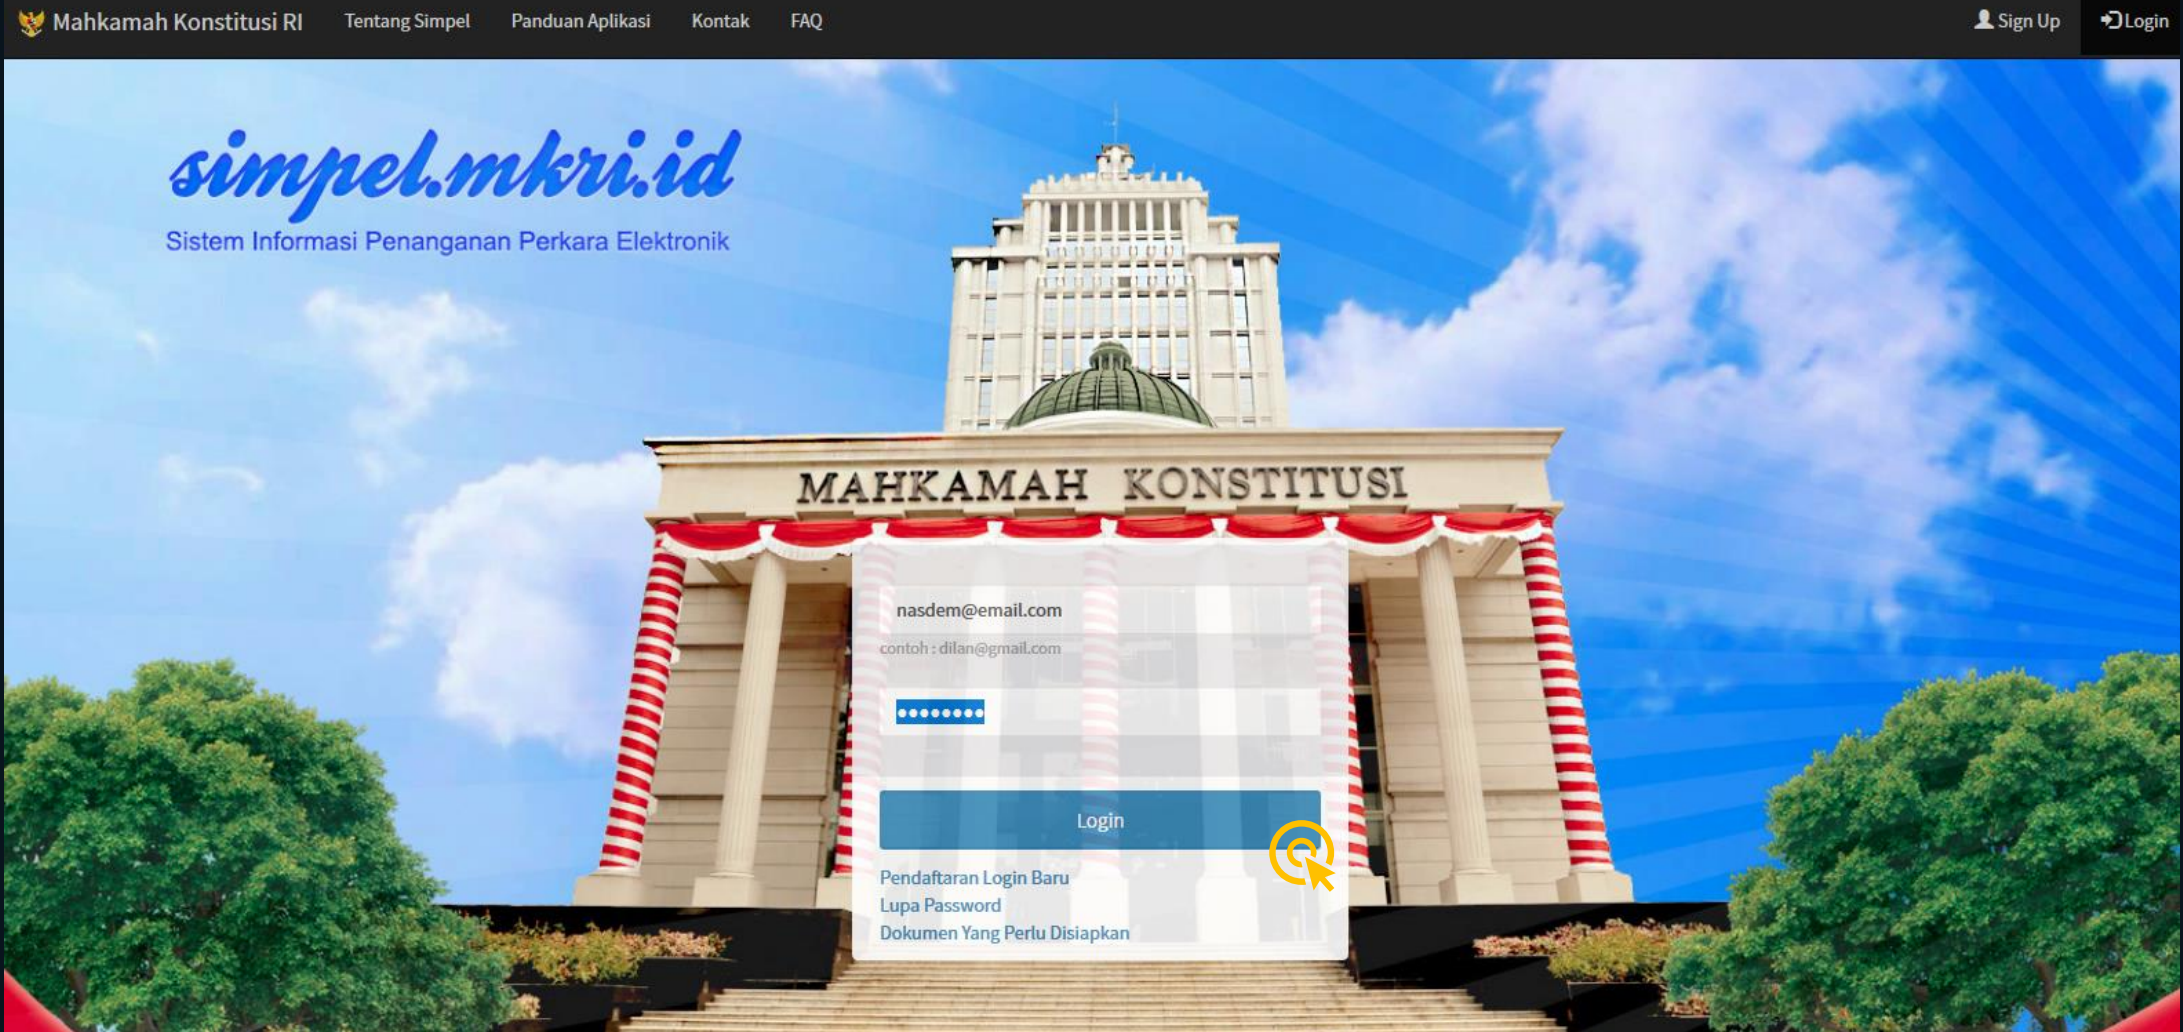 Mahkamah Konstitusi RI Tentang Simpel Panduan Aplikasi Kontak FAQ Sign Up Login
simpel.mkri.id
Sistem Informasi Penanganan Perkara Elektronik
MAHKAMAH KONSTITUSI
nasdem@email.com
contoh : dilan@gmail.com
••••••••
Login
Pendaftaran Login Baru
Lupa Password
Dokumen Yang Perlu Disiapkan